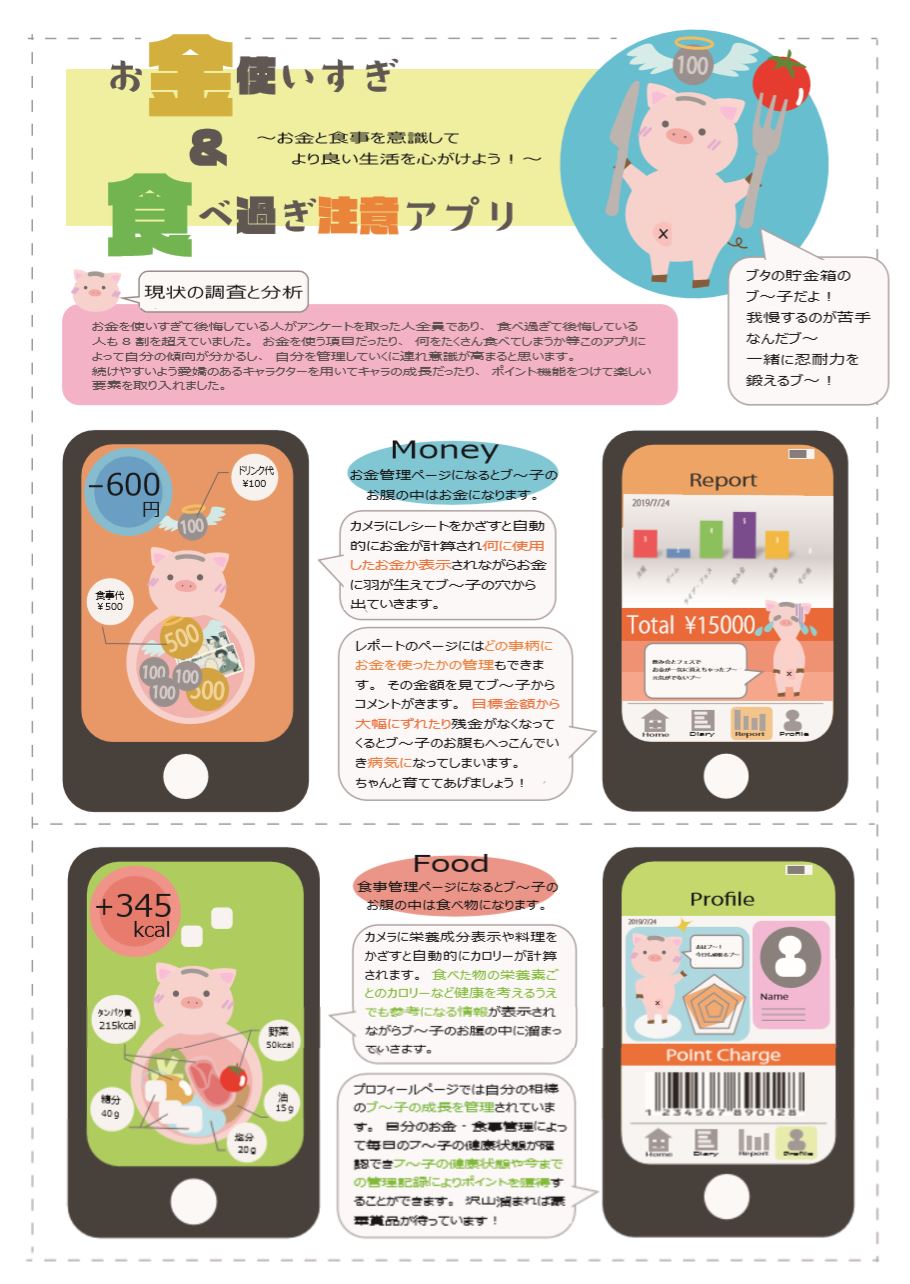 お金使いすぎ
&
～お金と食事を意識して
より良い生活を心がけよう！～
食べ過ぎ注意アプリ
100
ブタの貯金箱の
ブ～子だよ！
我慢するのが苦手
なんだブ～
一緒に忍耐力を
鍛えるブ～！
現状の調査と分析
お金を使いすぎて後悔している人がアンケートを取った人全員であり、食べ過ぎて後悔している
人も８割を超えていました。お金を使う項目だったり、何をたくさん食べてしまうか等このアプリに
よって自分の傾向が分かるし、自分を管理していくに連れ意識が高まると思います。
続けやすいよう愛嬌のあるキャラクターを用いてキャラの成長だったり、ポイント機能をつけて楽しい
要素を取り入れました。
-600
円
ドリンク代
¥100
100
食事代
¥500
500
100
100
100
500
Money
お金管理ページになるとブ～子の
お腹の中はお金になります。
カメラにレシートをかざすと自動
的にお金が計算され何に使用
したお金か表示されながらお金
に羽が生えてブ～子の穴から
出ていきます。
レポートのページにはどの事柄に
お金を使ったかの管理もできま
す。その金額を見てブ～子から
コメントがきます。目標金額から
大幅にずれたり残金がなくなって
くるとブ～子のお腹もへっこんでい
き病気になってしまいます。
ちゃんと育ててあげましょう！
Report
2019/7/24
Total ¥15000
飲み会とフェスで
お金が一気に消えちゃったブ～
元気がでないブ～
Home
Diary
Report
Profile
+345
kcal
タンパク質
215kcal
野菜
50kcal
糖分
40g
油
15g
塩分
20g
Food
食事管理ページになるとブ～子の
お腹の中は食べ物になります。
カメラに栄養成分表示や料理を
かざすと自動的にカロリーが計算
されます。食べた物の栄養素ご
とのカロリーなど健康を考えるうえ
でも参考になる情報が表示され
ながらブ～子のお腹の中に溜まっ
ていきます。
プロフィールページでは自分の相棒
のブ～子の成長を管理されていま
す。自分のお金・食事管理によっ
て毎日のブ～子の健康状態が確
認できブ～子の健康状態や今まで
の管理記録によりポイントを獲得す
ることができます。沢山溜まれば豪
華賞品が待っています！
Profile
2019/7/24
おはブ～！
今日も頑張るブ～
Name
Point Charge
1 234567 890128
Home
Diary
Report
Profile